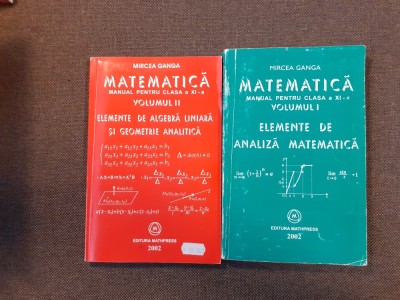 MIRCEA GANGA
MATEMATICĂ
MANUAL PENTRU CLASA a XI-a
VOLUMUL II
ELEMENTE DE ALGEBRĂ LINIARĂ
ŞI GEOMETRIE ANALITICĂ
EDITURA MATHPRESS
2002
MIRCEA GANGA
MATEMATICĂ
MANUAL PENTRU CLASA a XI-a
VOLUMUL I
ELEMENTE DE
ANALIZĂ MATEMATICĂ
EDITURA MATHPRESS
2002